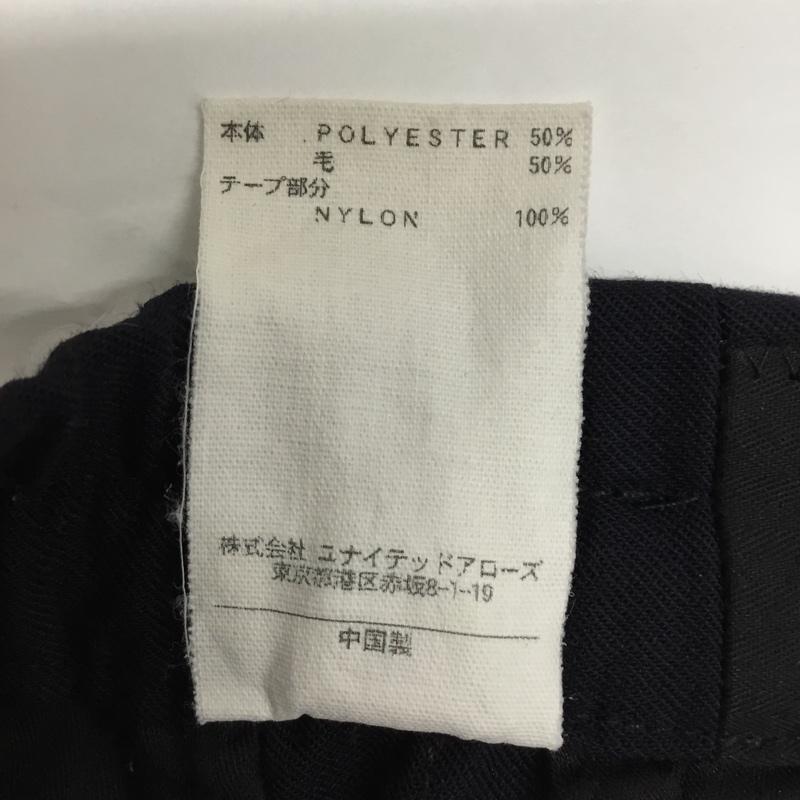 本体 POLYESTER 50%
毛 50%
テープ部分
NYLON 100%
株式会社 ユナイテッドアローズ
東京都港区赤坂8-1-19
中国製